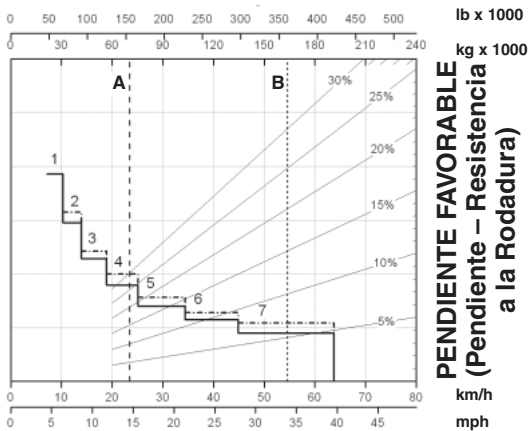 0 50 100 150 200 250 300 350 400 450 500 lb x 1000
0 30 60 90 120 150 180 210 240 kg x 1000
A B
30%
25%
20%
15%
10%
5%
1
2
3
4
5
6
7
PENDIENTE FAVORABLE
(Pendiente – Resistencia
a la Rodadura)
0 10 20 30 40 50 60 70 80 km/h
0 5 10 15 20 25 30 35 40 45 mph